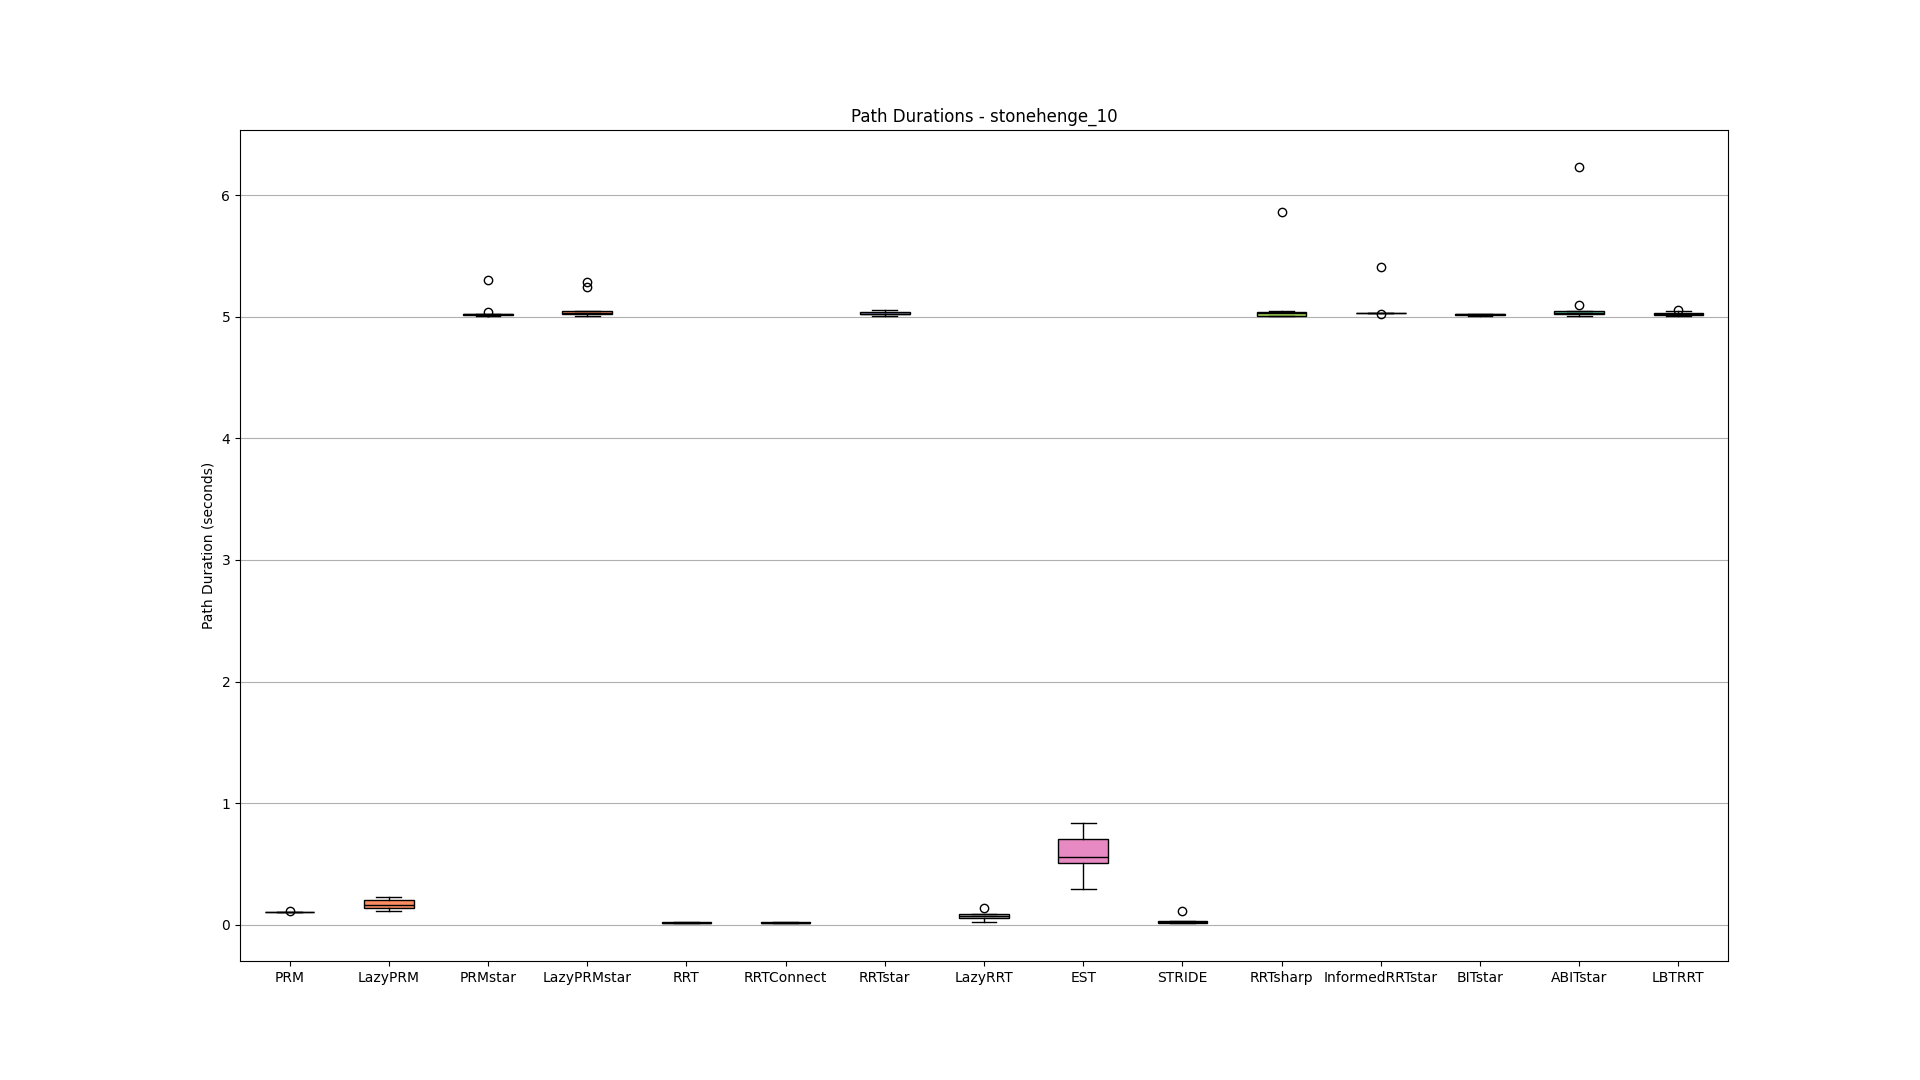 Path Durations - stonehenge_10
Path Duration (seconds)
6
5
4
3
2
1
0
PRM LazyPRM PRMstar LazyPRMstar RRT RRTConnect RRTstar LazyRRT EST STRIDE RRTsharp InformedRRTstar BITstar ABITstar LBTRRT